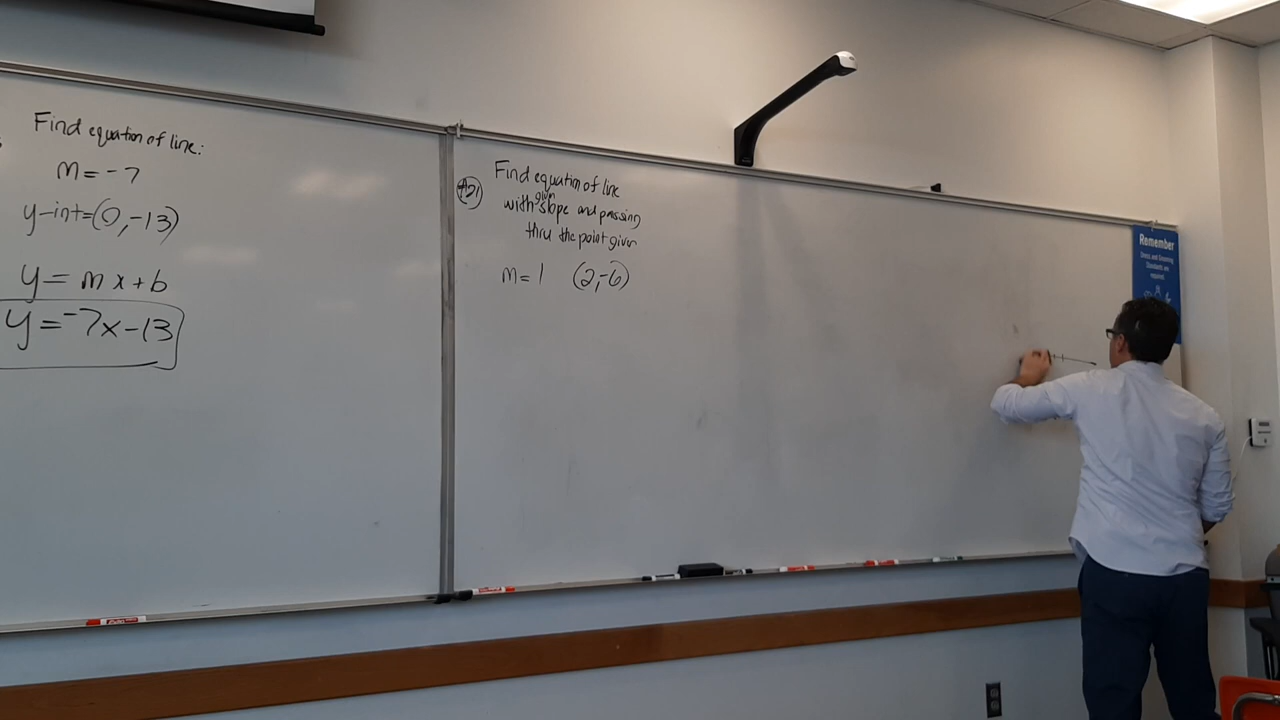 Find equation of line:
m = -7
y-int=(0,-13)
y = mx+b
y = -7x-13
#21
Find equation of line
with given slope and passing
thru the point given
m = 1 (2,-6)
Remember